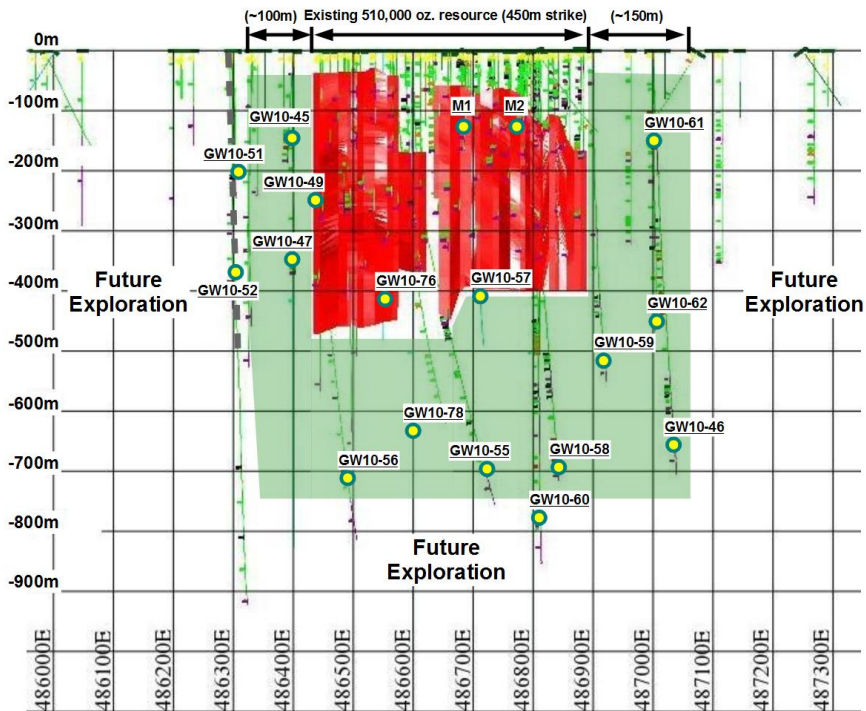 (~100m)
Existing 510,000 oz. resource (450m strike)
(~150m)
0m
-100m
-200m
-300m
-400m
-500m
-600m
-700m
-800m
-900m
M1
M2
GW10-45
GW10-61
GW10-51
GW10-49
GW10-47
GW10-52
GW10-76
GW10-57
GW10-62
GW10-59
GW10-78
GW10-46
GW10-56
GW10-55
GW10-58
GW10-60
Future
Exploration
Future
Exploration
Future
Exploration
486000E
486100E
486200E
486300E
486400E
486500E
486600E
486700E
486800E
486900E
487000E
487100E
487200E
487300E